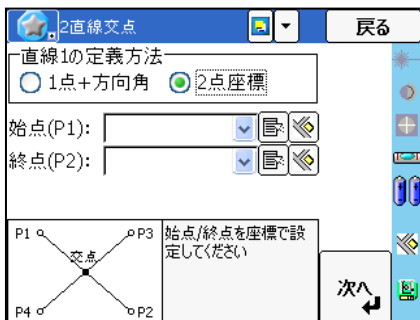 2直線交点
戻る
直線1の定義方法
1点+方向角
2点座標
始点(P1):
終点(P2):
P1
P3
交点
P4
P2
始点/終点を座標で設
定してください
次へ